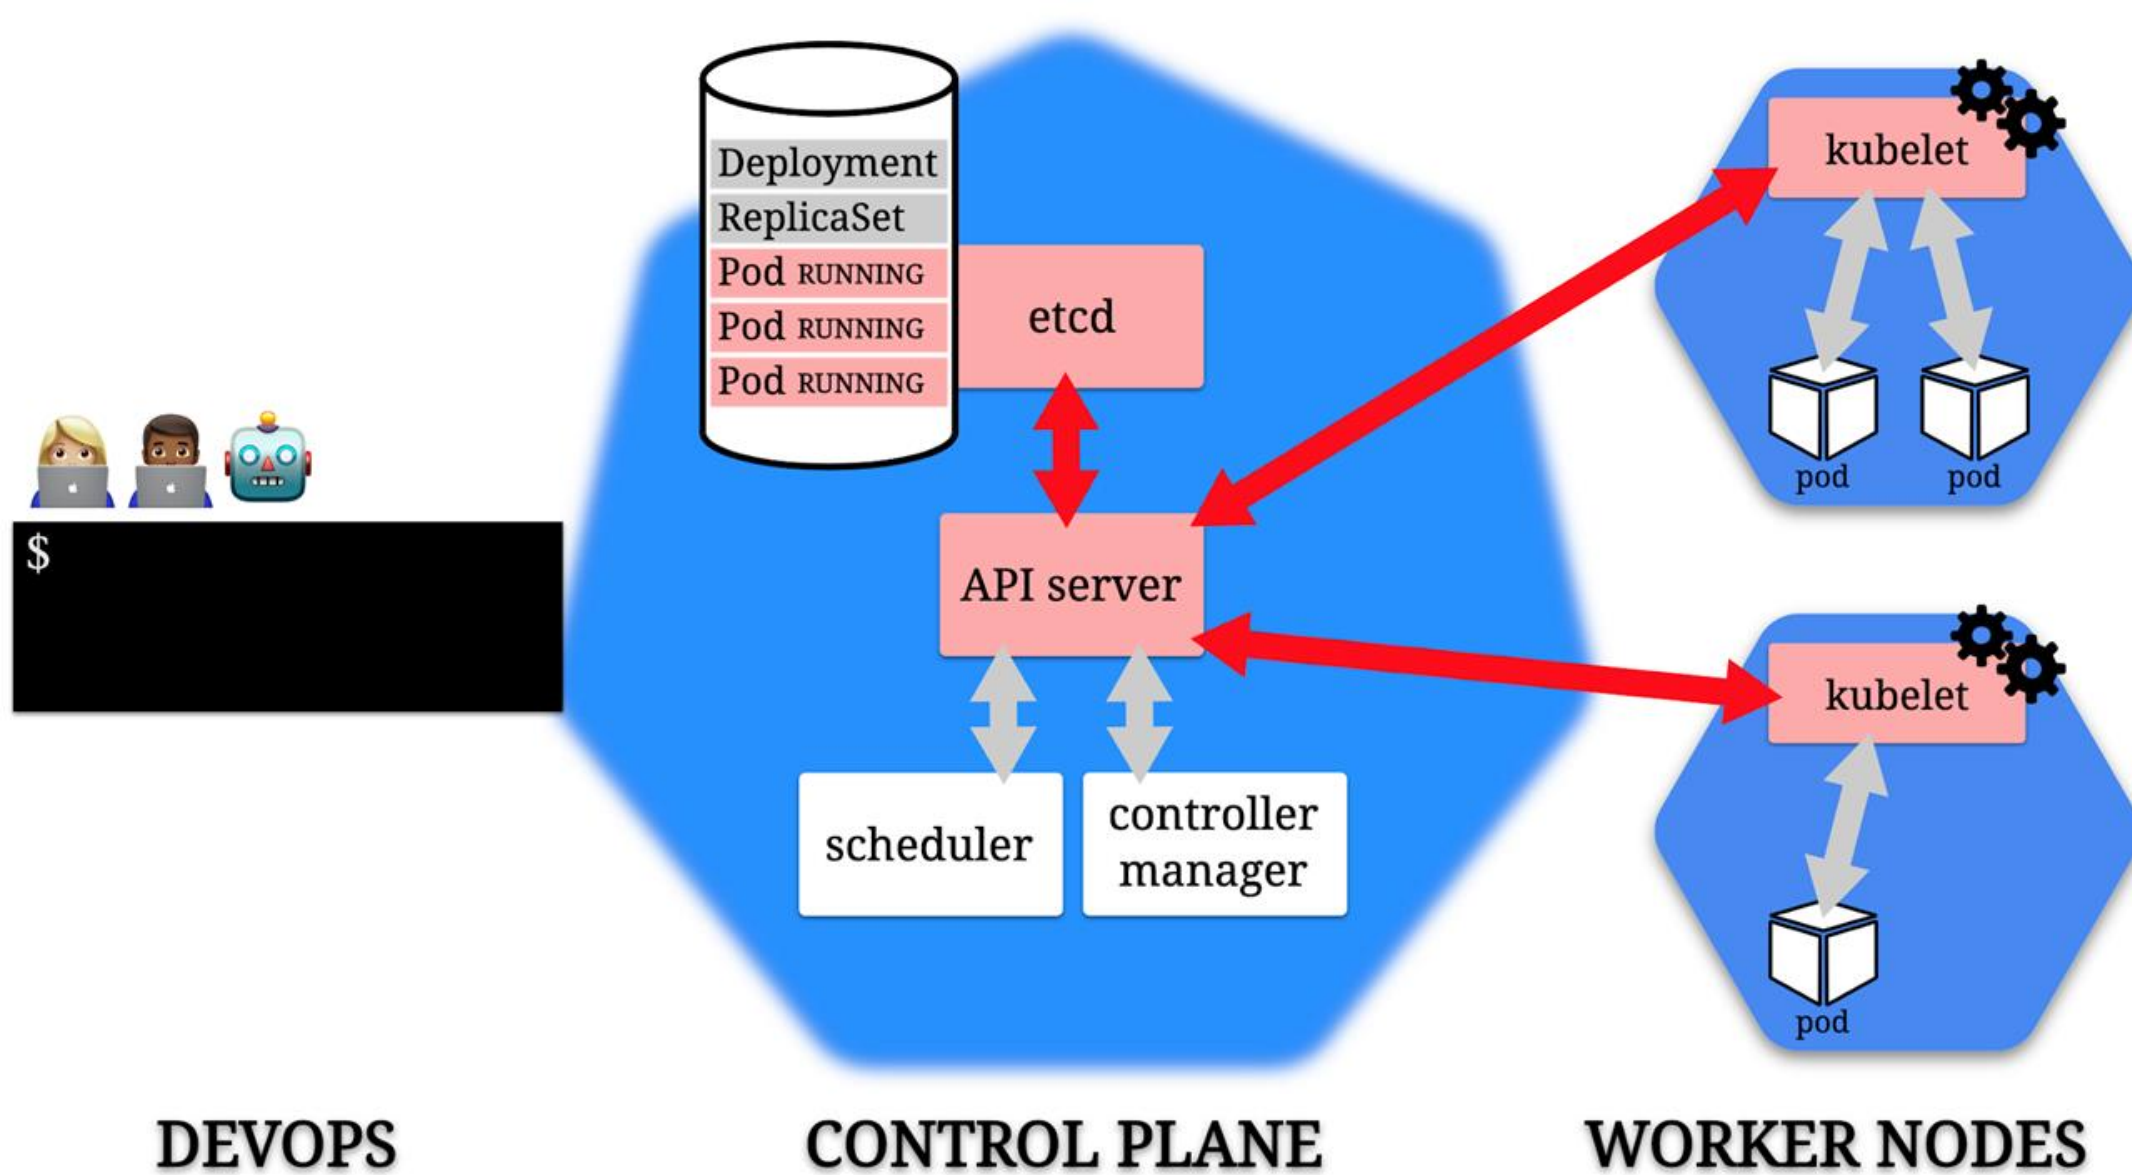 Deployment
ReplicaSet
Pod RUNNING
Pod RUNNING
Pod RUNNING
etcd
$
API server
scheduler
controller
manager
kubelet
pod
pod
kubelet
pod
DEVOPS
CONTROL PLANE
WORKER NODES